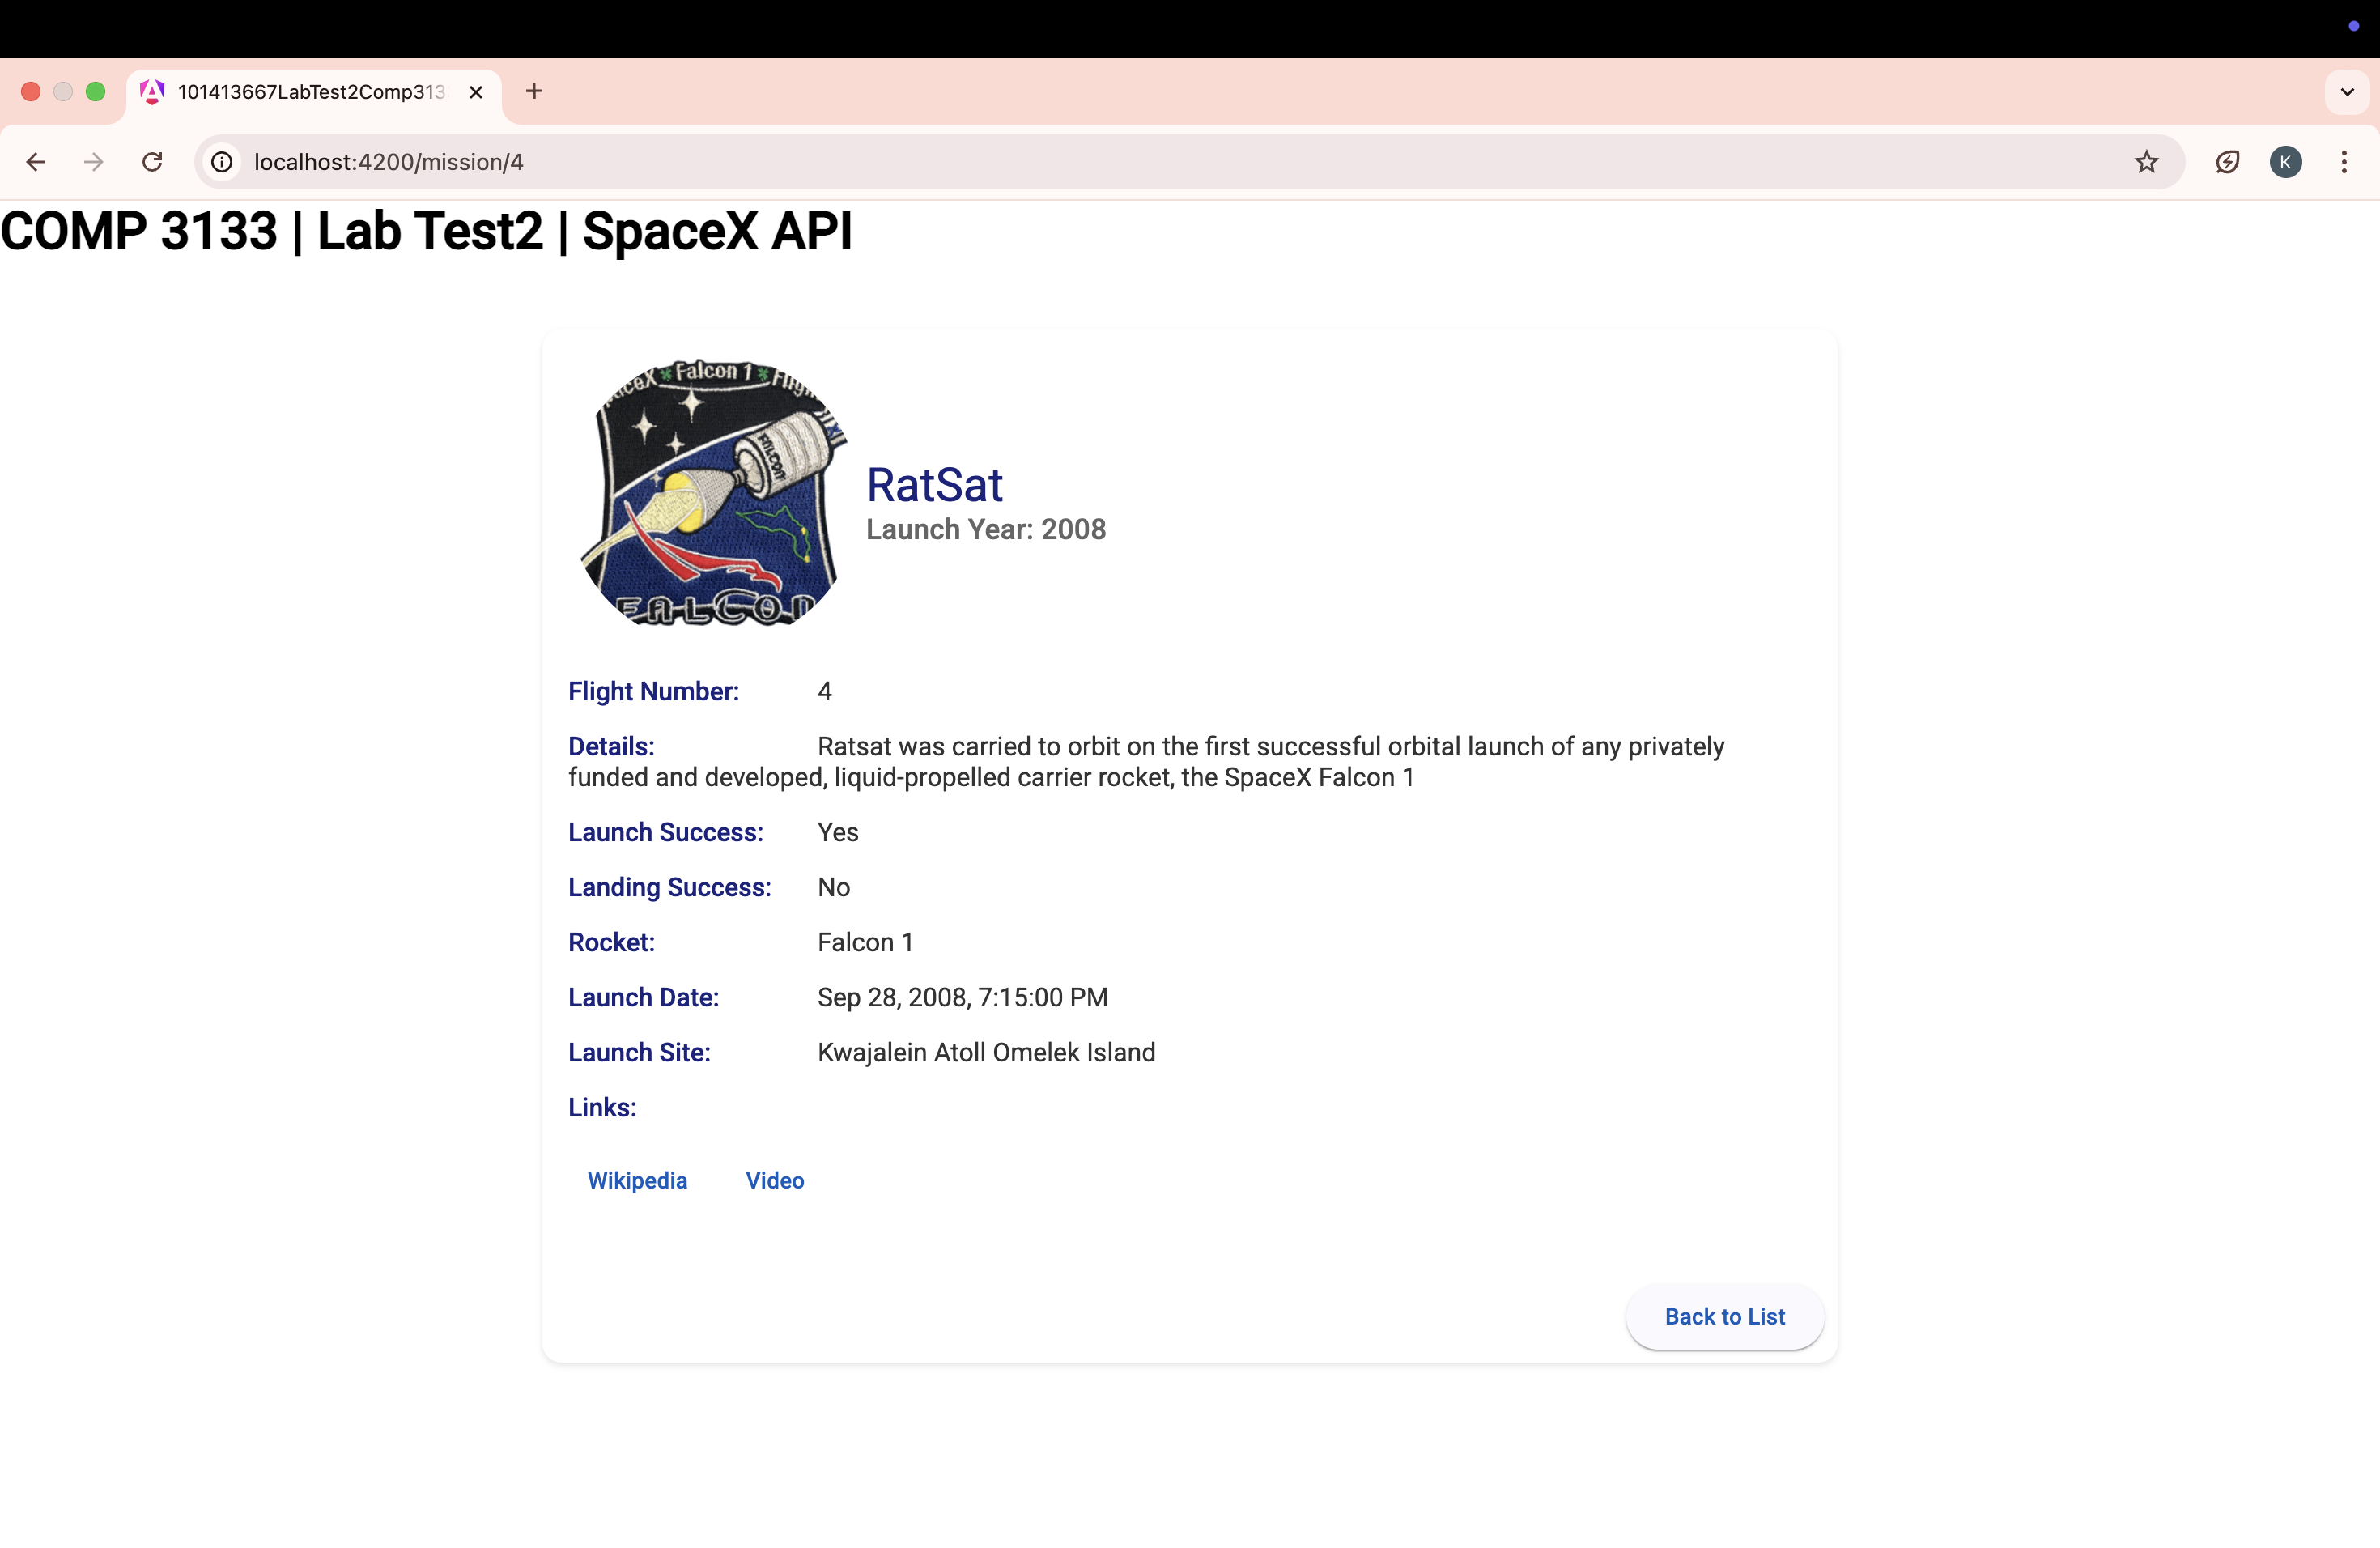 101413667LabTest2Comp313
localhost:4200/mission/4
K
COMP 3133 | Lab Test2 | SpaceX API
Falcon 1
FALCON
FALCON
RatSat
Launch Year: 2008
Flight Number: 4
Details: Ratsat was carried to orbit on the first successful orbital launch of any privately
funded and developed, liquid-propelled carrier rocket, the SpaceX Falcon 1
Launch Success: Yes
Landing Success: No
Rocket: Falcon 1
Launch Date: Sep 28, 2008, 7:15:00 PM
Launch Site: Kwajalein Atoll Omelek Island
Links:
Wikipedia Video
Back to List